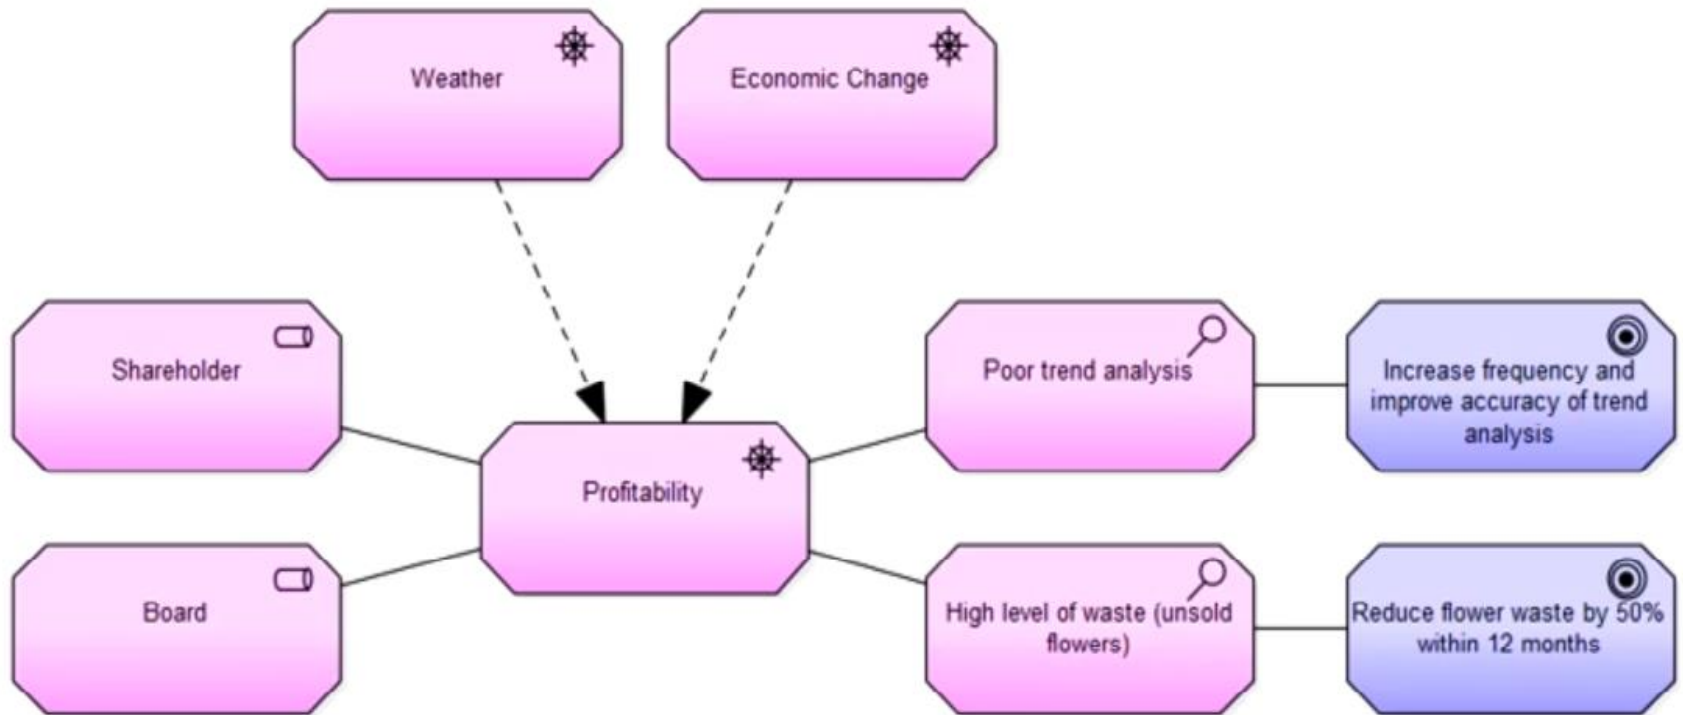 Weather
Economic Change
Shareholder
Poor trend analysis
Increase frequency and
improve accuracy of trend
analysis
Profitability
Board
High level of waste (unsold
flowers)
Reduce flower waste by 50%
within 12 months